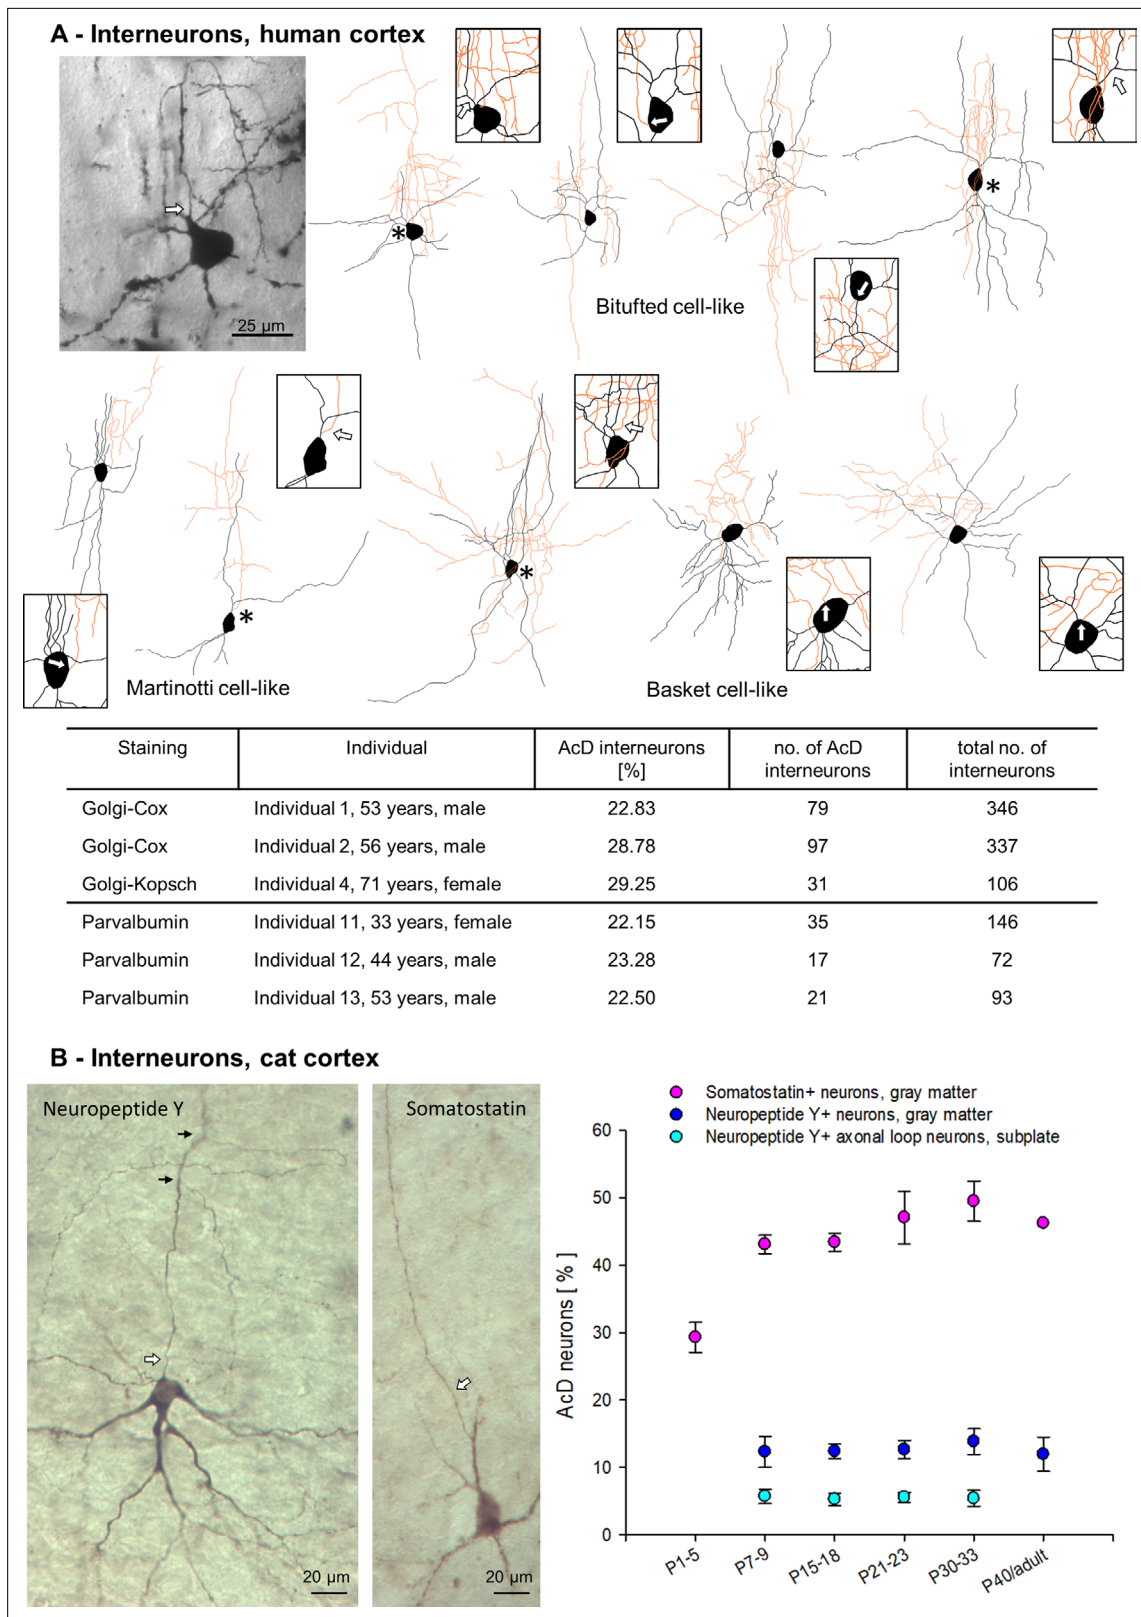 A - Interneurons, human cortex
25 µm
*
*
Bitufted cell-like
*
*
Martinotti cell-like
Basket cell-like
Staining Individual AcD interneurons [%] no. of AcD interneurons total no. of interneurons
Golgi-Cox Individual 1, 53 years, male 22.83 79 346
Golgi-Cox Individual 2, 56 years, male 28.78 97 337
Golgi-Kopsch Individual 4, 71 years, female 29.25 31 106
Parvalbumin Individual 11, 33 years, female 22.15 35 146
Parvalbumin Individual 12, 44 years, male 23.28 17 72
Parvalbumin Individual 13, 53 years, male 22.50 21 93
B - Interneurons, cat cortex
Neuropeptide Y
20 µm
Somatostatin
20 µm
Somatostatin+ neurons, gray matter
Neuropeptide Y+ neurons, gray matter
Neuropeptide Y+ axonal loop neurons, subplate
AcD neurons [ % ]
60
50
40
30
20
10
0
P1-5
P7-9
P15-18
P21-23
P30-33
P40/adult